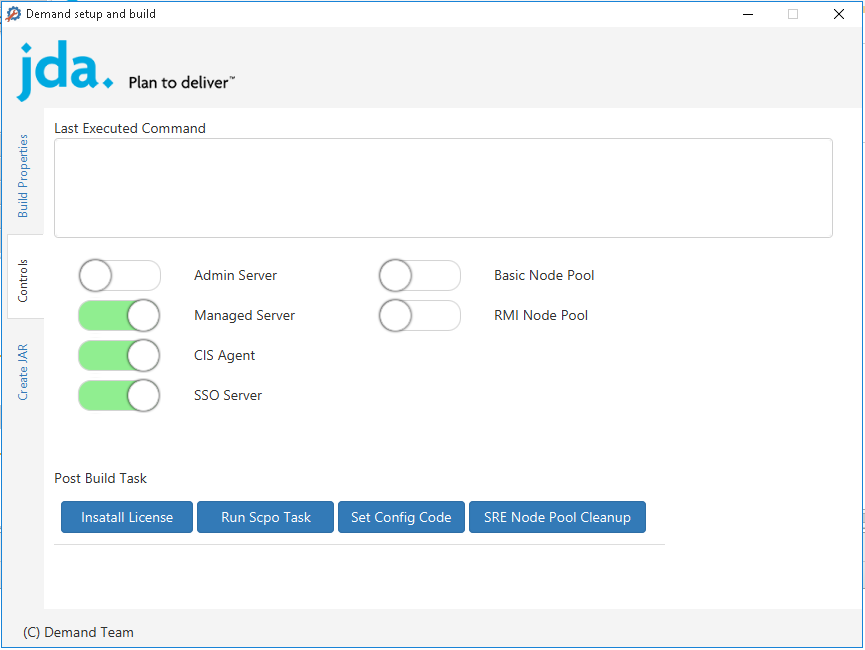 Demand setup and build
jda.
Plan to deliver™
Last Executed Command
Build Properties
Controls
Create JAR
Admin Server
Basic Node Pool
Managed Server
RMI Node Pool
CIS Agent
SSO Server
Post Build Task
Insatall License
Run Scpo Task
Set Config Code
SRE Node Pool Cleanup
(C) Demand Team